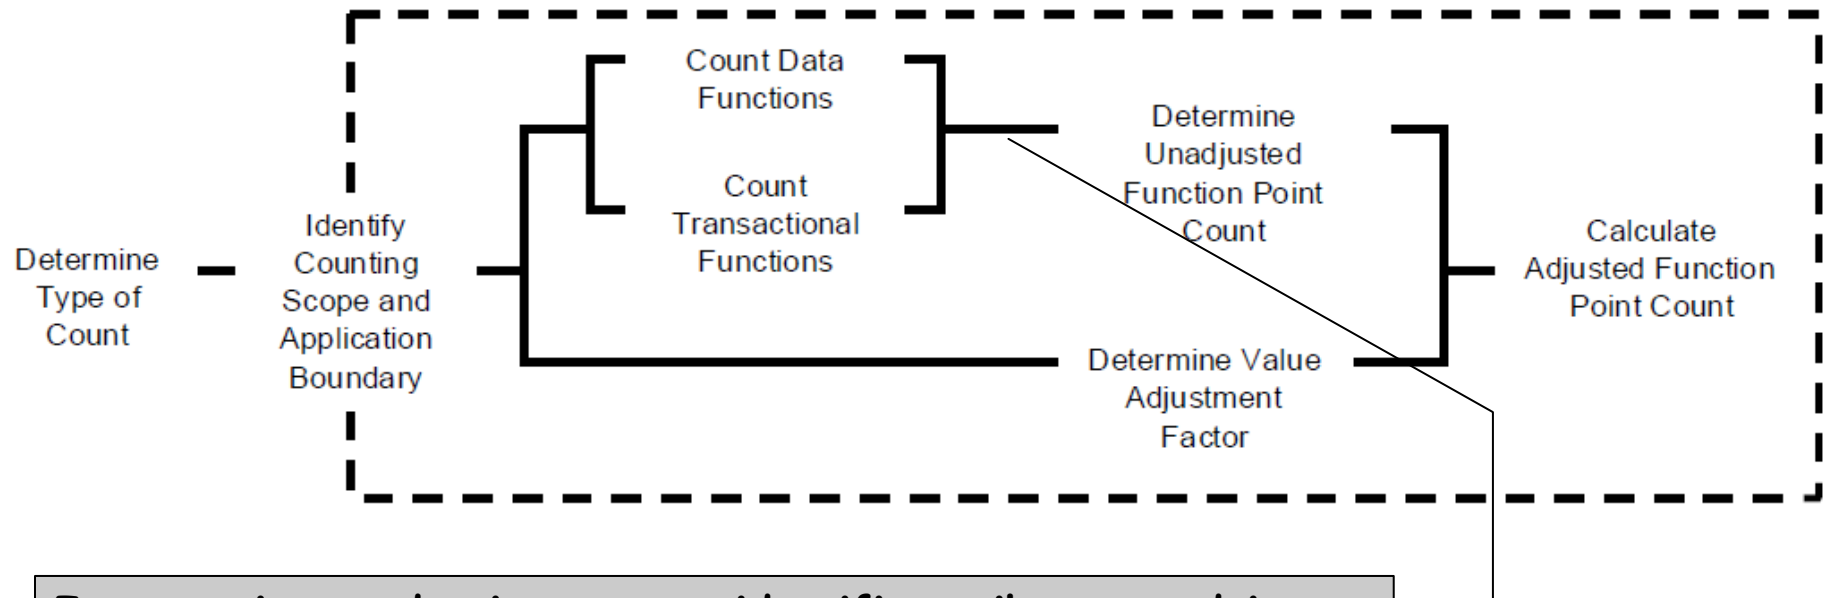 Determine
Type of
Count
Identify
Counting
Scope and
Application
Boundary
Count Data
Functions
Count
Transactional
Functions
Determine
Unadjusted
Function Point
Count
Determine Value
Adjustment
Factor
Calculate
Adjusted Function
Point Count